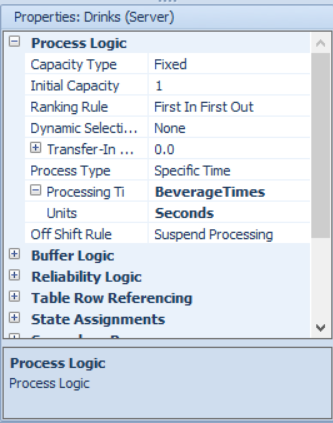 Properties: Drinks (Server)
Process Logic
Capacity Type Fixed
Initial Capacity 1
Ranking Rule First In First Out
Dynamic Selecti... None
Transfer-In ... 0.0
Process Type Specific Time
Processing Ti BeverageTimes
Units Seconds
Off Shift Rule Suspend Processing
Buffer Logic
Reliability Logic
Table Row Referencing
State Assignments
Process Logic
Process Logic